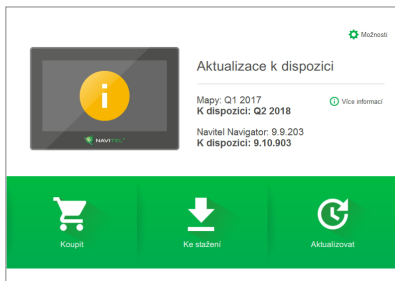 Možnosti
Aktualizace k dispozici
Mapy: Q1 2017
K dispozici: Q2 2018
Více informací
Navitel Navigator: 9.9.203
K dispozici: 9.10.903
NAVITEL
Koupit
Ke stažení
Aktualizovat